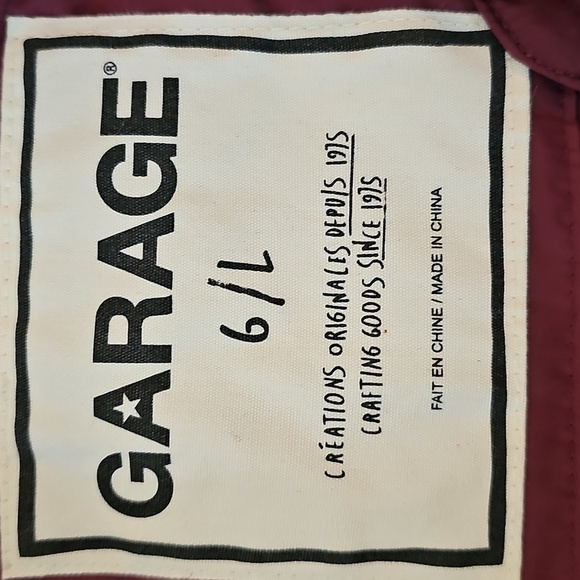 GARAGE®
G/L
CRÉATIONS ORIGINALES DEPUIS 1975
CRAFTING GOODS SINCE 1975
FAIT EN CHINE / MADE IN CHINA